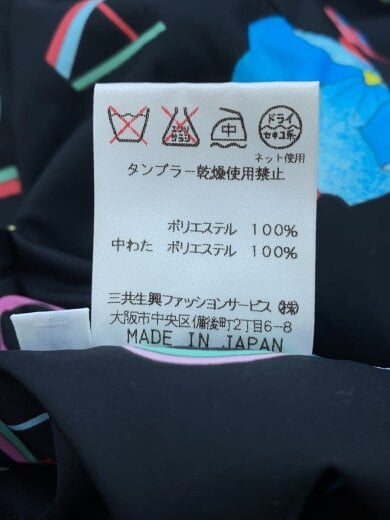 エンソ
サラシ
中
ドライ
セキユ系
ネット使用
タンブラー乾燥使用禁止
ポリエステル 100%
中わた ポリエステル 100%
三共生興ファッションサービス㈱
大阪市中央区備後町2丁目6-8
MADE IN JAPAN